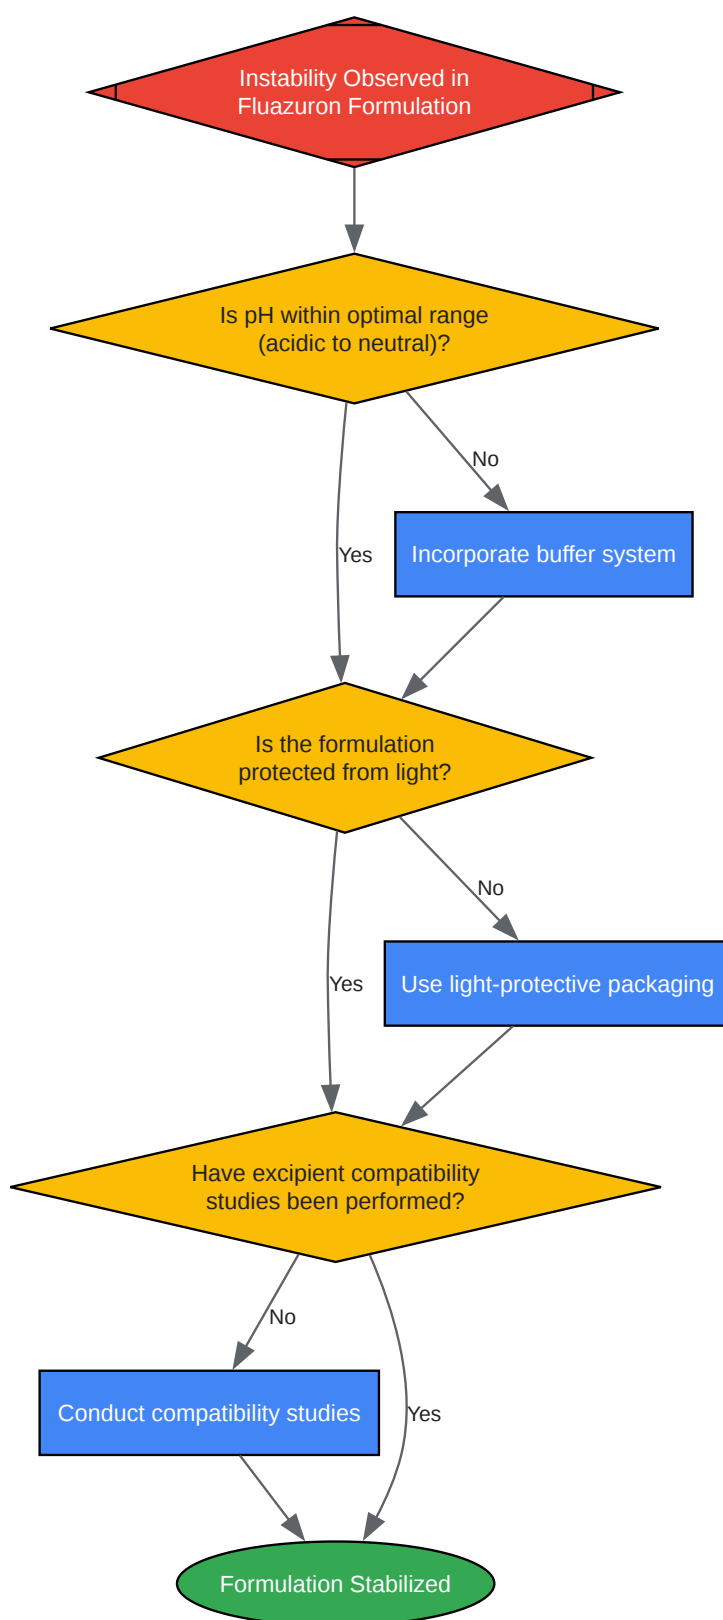 Instability Observed in
Fluazuron Formulation
Is pH within optimal range
(acidic to neutral)?
No
Yes
Incorporate buffer system
Is the formulation
protected from light?
No
Yes
Use light-protective packaging
Have excipient compatibility
studies been performed?
No
Conduct compatibility studies
Yes
Formulation Stabilized